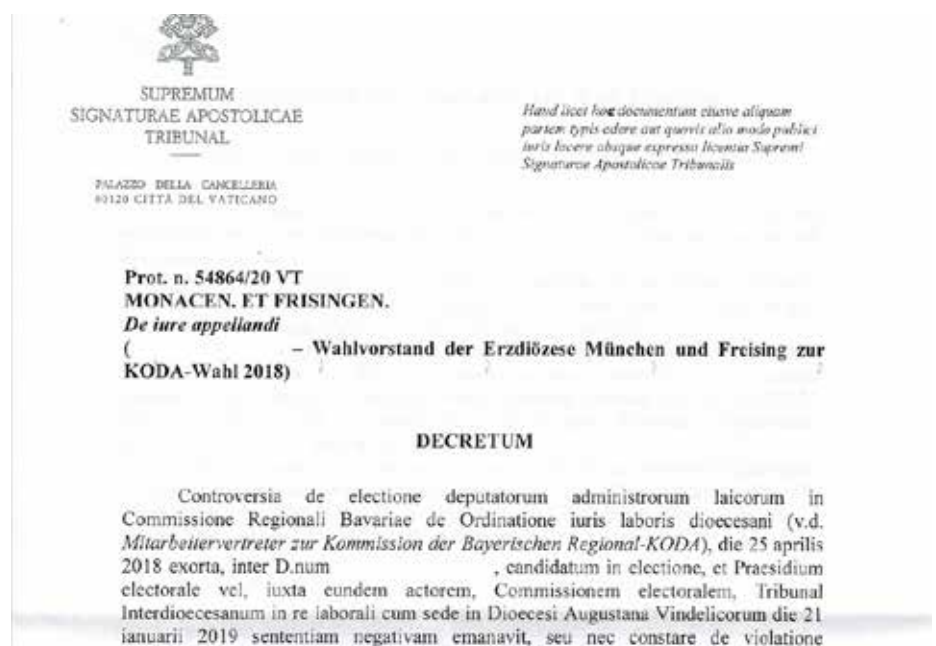 SUPREMUM
SIGNATURAE APOSTOLICAE
TRIBUNAL
PALAZZO DELLA CANCELLERIA
00120 CITTÀ DEL VATICANO
Haud licet hoc documentum eiusve aliquam
partem typis edere aut quovis alio modo publici
iuris facere absque expressa licentia Supremi
Signaturae Apostolicae Tribunalis
Prot. n. 54864/20 VT
MONACEN. ET FRISINGEN.
De iure appellandi
( – Wahlvorstand der Erzdiözese München und Freising zur
KODA-Wahl 2018)
DECRETUM
Controversia de electione deputatorum administrorum laicorum in
Commissione Regionali Bavariae de Ordinatione iuris laboris dioecesani (v.d.
Mitarbeitervertreter zur Kommission der Bayerischen Regional-KODA), die 25 aprilis
2018 exorta, inter D.num , candidatum in electione, et Praesidium
electorale vel, iuxta eundem actorem, Commissionem electoralem, Tribunal
Interdioecesanum in re laborali cum sede in Dioecesi Augustana Vindelicorum die 21
ianuarii 2019 sententiam negativam emanavit, seu nec constare de violatione